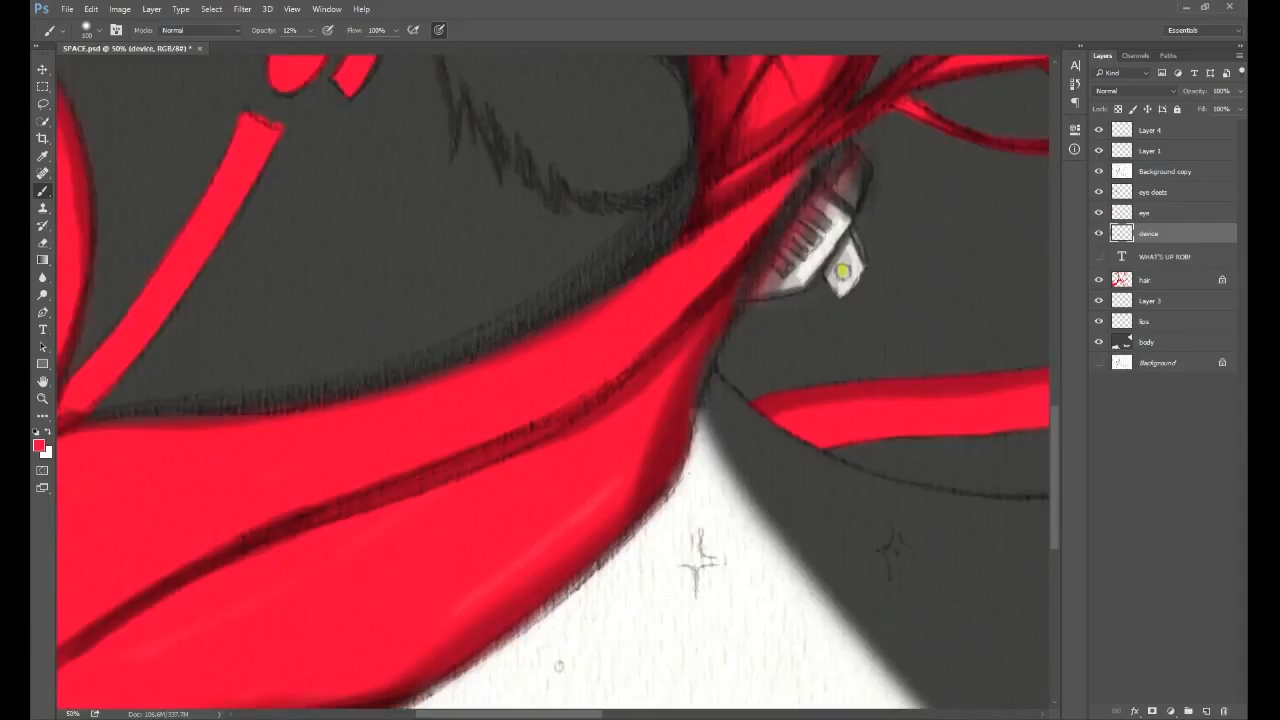 Ps File Edit Image Layer Type Select Filter 3D View Window Help
100 Mode: Normal Opacity: 12% Flow: 100% Essentials
SPACE.psd @ 50% (device, RGB/8#) * ×
Layers Channels Paths
Kind
Normal Opacity: 100%
Lock: Fill: 100%
Layer 4
Layer 1
Background copy
eye deets
eye
device
WHAT'S UP ROB!
hair
Layer 3
lips
body
Background
50% Doc: 106.6M/337.7M